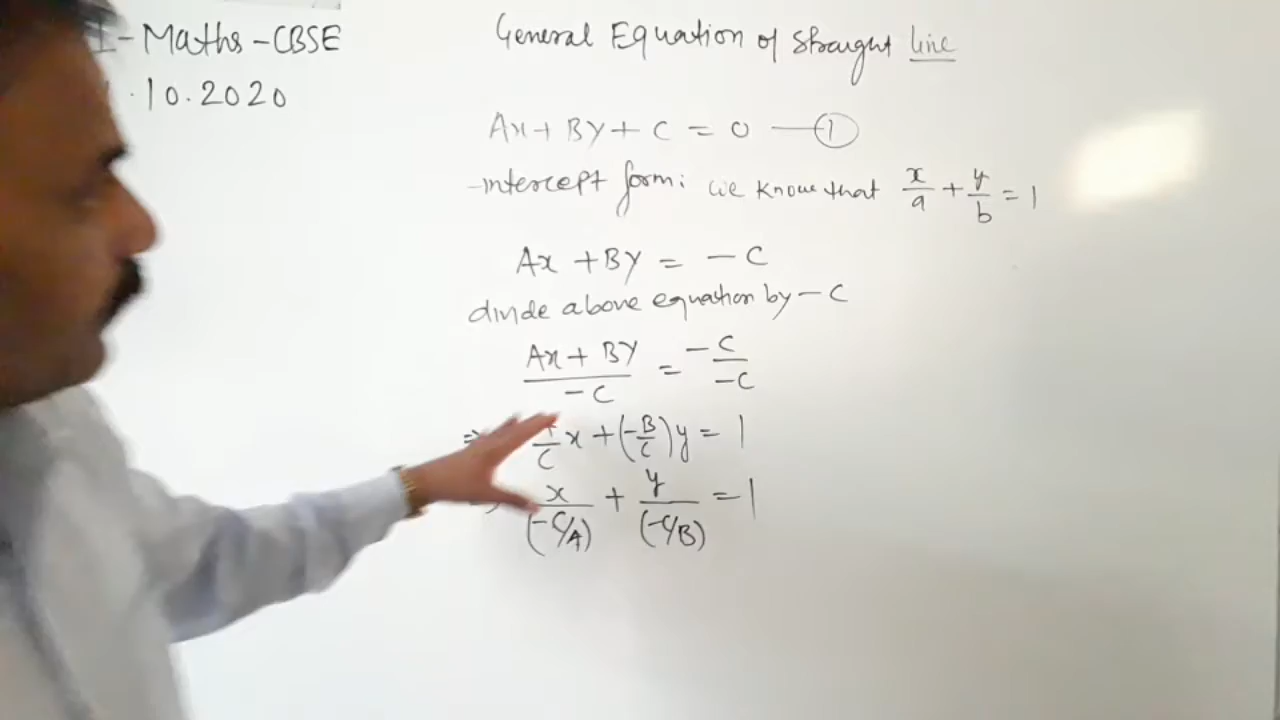 I - Maths - CBSE
.10.2020
General Equation of Straught line
Ax + By + C = 0 — ①
Intercept form: we know that x/a + y/b = 1
Ax + By = - C
divide above equation by - C
Ax + By / - C = - C / - C
x + (-B/C) y = 1
x/(-C/A) + y/(-C/B) = 1